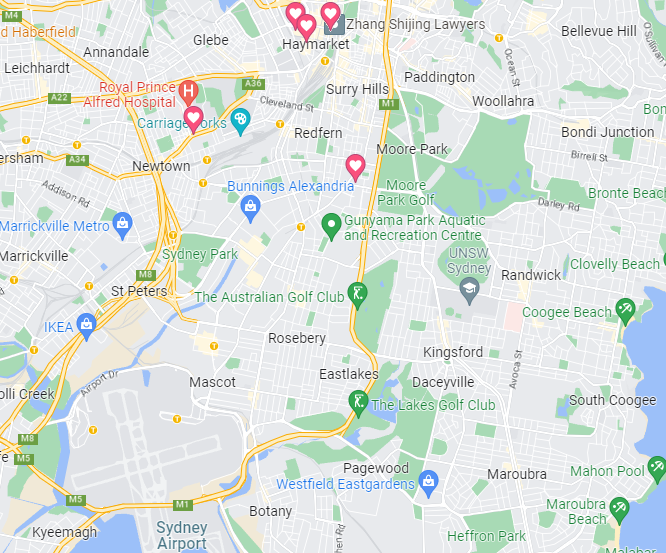 M4
Haberfield
Annandale
Glebe
Zhang Shijing Lawyers
Haymarket
Bellevue Hill
O'Sullivan
Leichhardt
Ocean St
Paddington
Royal Prince
Alfred Hospital
H
A22
A36
Surry Hills
M1
Woollahra
Cleveland St
Carriageworks
Redfern
Bondi Junction
Moore Park
Birrell St
A34
Newtown
Bunnings Alexandria
Moore
Park Golf
Addison Rd
Bronte Beach
Darley Rd
Marrickville Metro
Gunyama Park Aquatic
and Recreation Centre
Marrickville
Sydney Park
UNSW
Sydney
Clovelly Beach
M8
Randwick
St Peters
The Australian Golf Club
Coogee Beach
IKEA
Rosebery
Kingsford
Avoca St
Airport Dr
Mascot
Eastlakes
Daceyville
olli Creek
South Coogee
The Lakes Golf Club
M8
M5
Pagewood
Maroubra
Mahon Pool
Westfield Eastgardens
M5
M1
Botany
Maroubra
Beach
Kyeemagh
Sydney
Airport
Heffron Park
Malabar